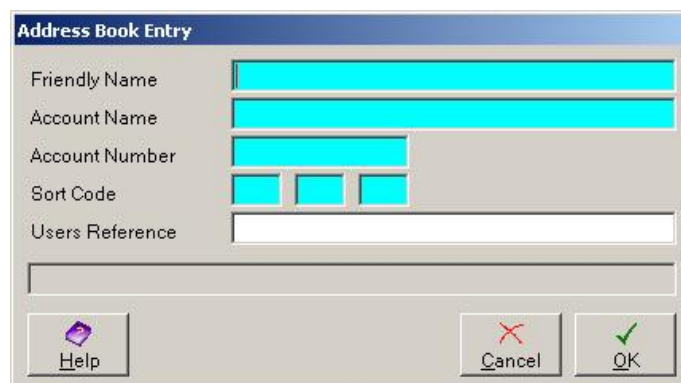 Address Book Entry
Friendly Name
Account Name
Account Number
Sort Code
Users Reference
Help Cancel OK